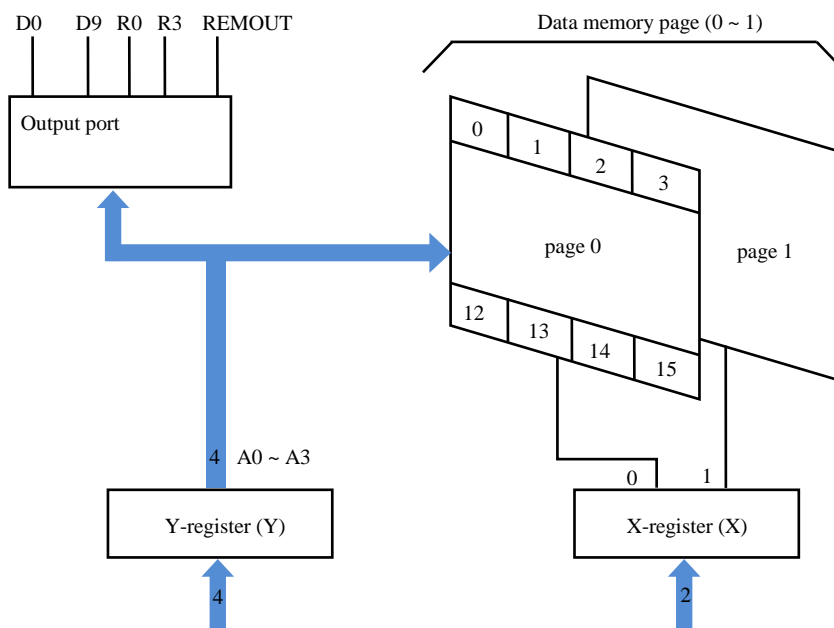 D0 D9 R0 R3 REMOUT
Output port
Data memory page (0 ~ 1)
0 1 2 3
page 0
page 1
12 13 14 15
4 A0 ~ A3
0 1
Y-register (Y)
X-register (X)
4
2